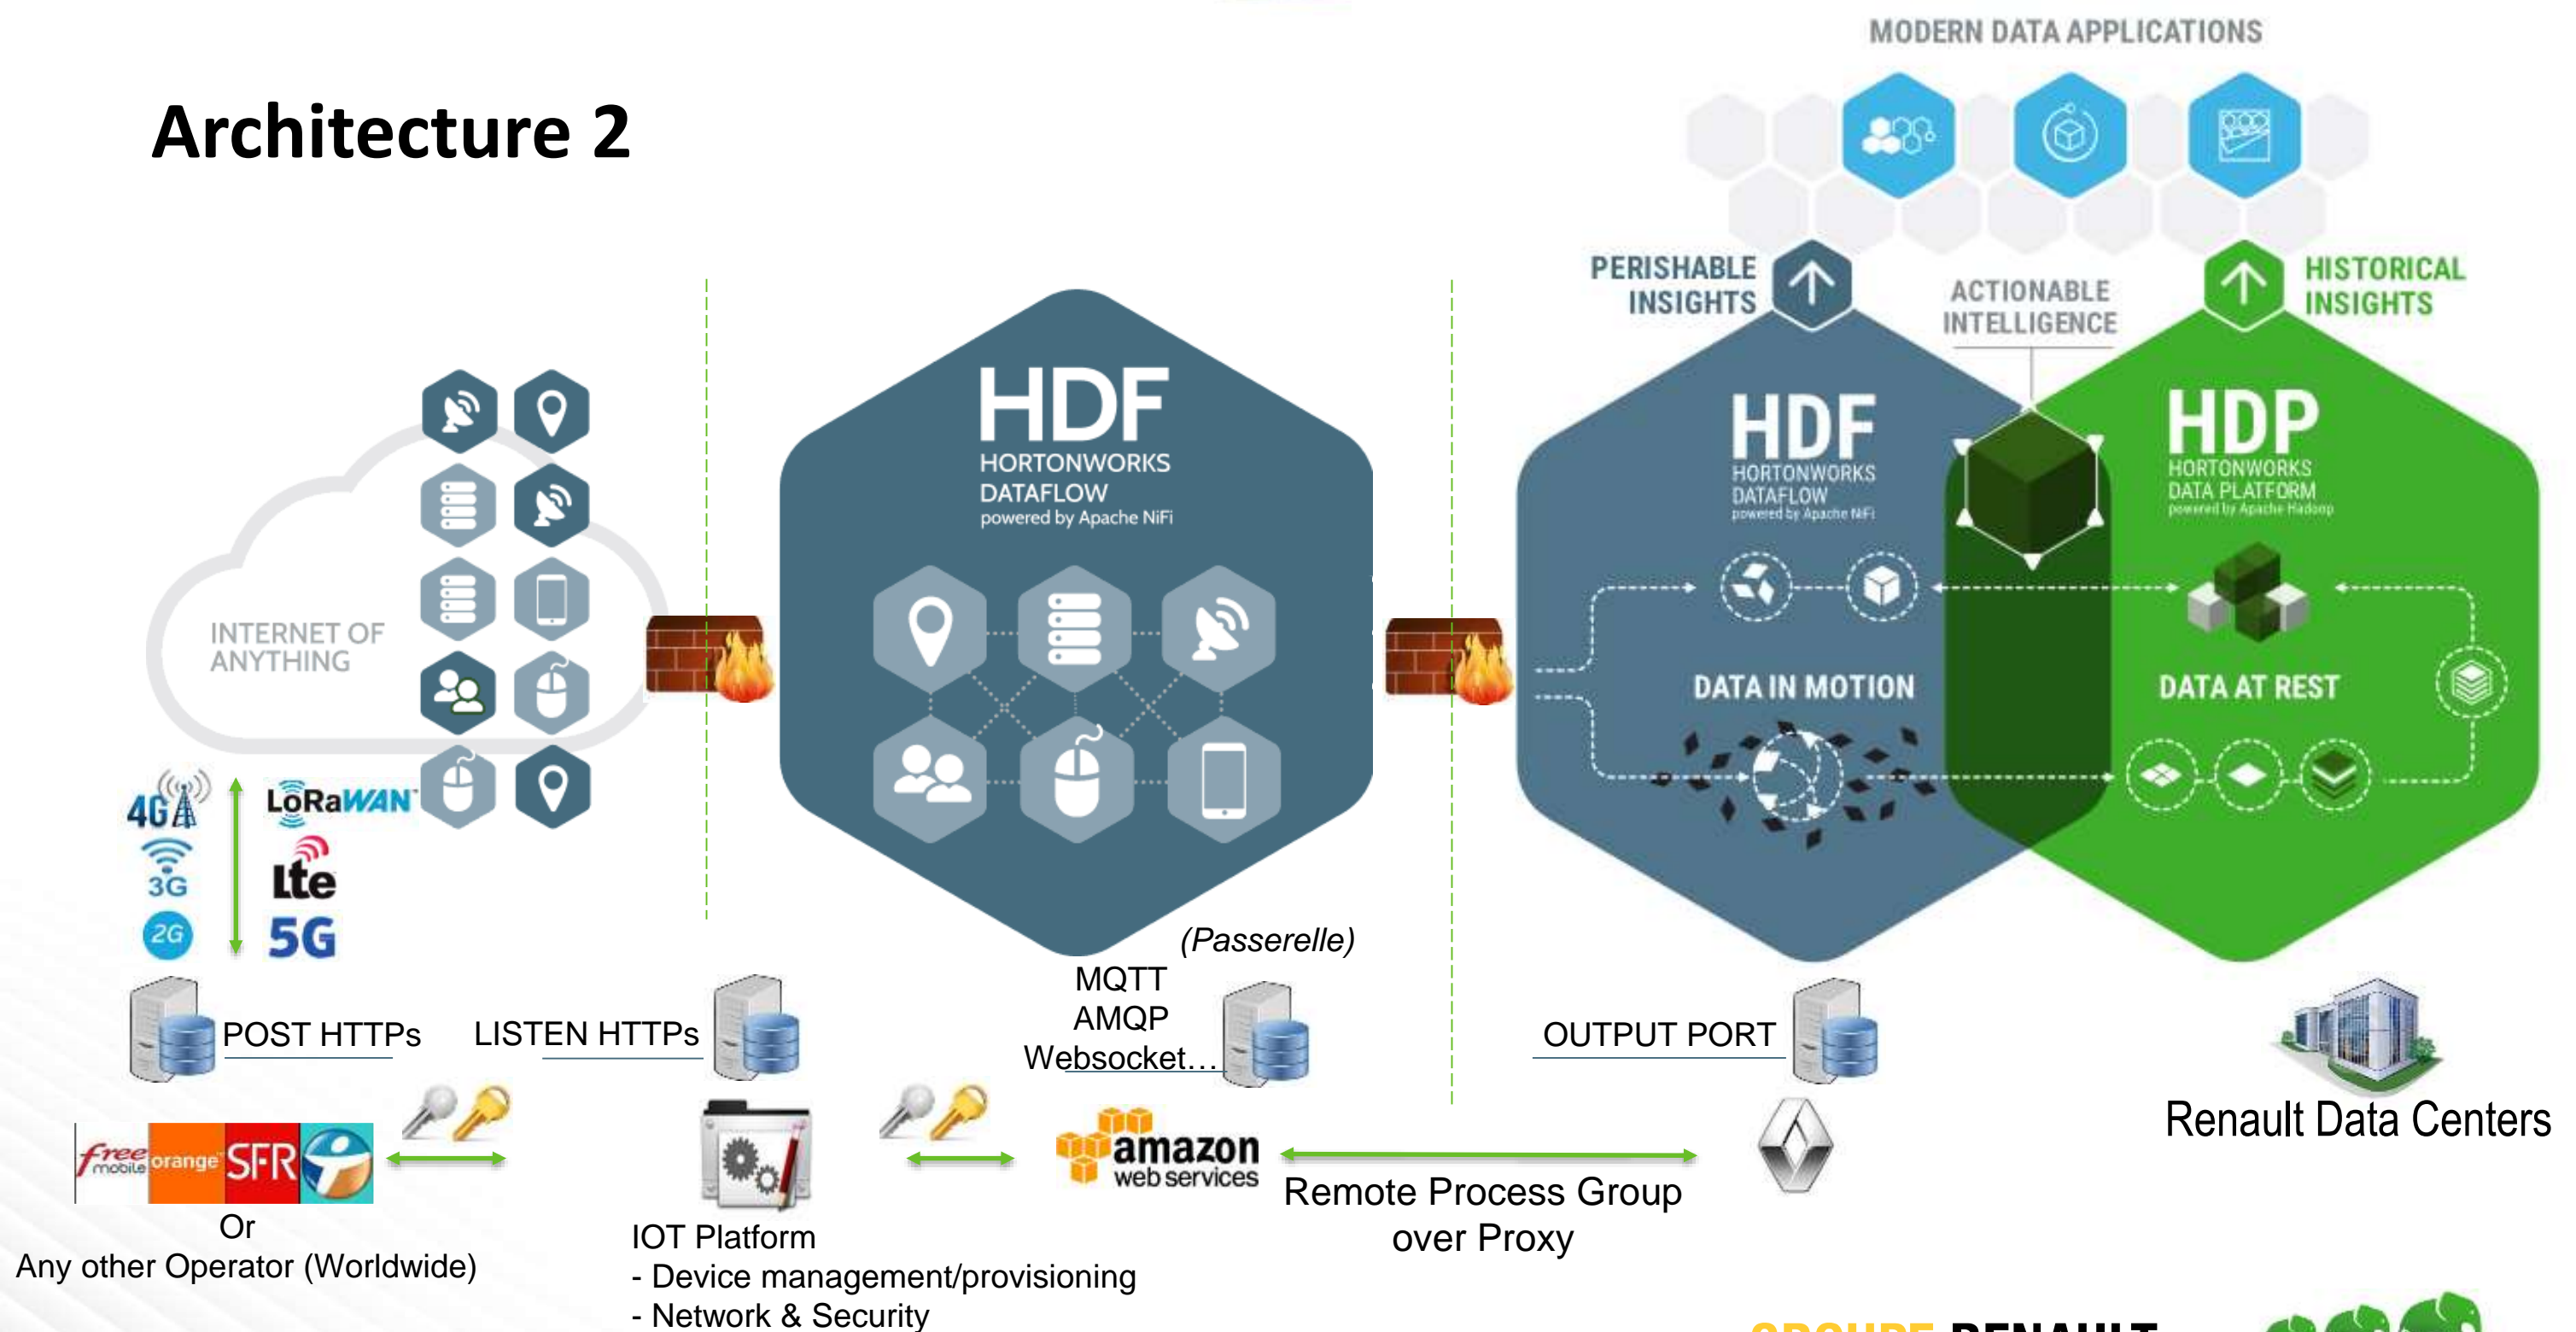 MODERN DATA APPLICATIONS
Architecture 2
PERISHABLE
INSIGHTS
ACTIONABLE
INTELLIGENCE
HISTORICAL
INSIGHTS
HDF
HORTONWORKS
DATAFLOW
powered by Apache NiFi
HDF
HORTONWORKS
DATAFLOW
powered by Apache NiFi
HDP
HORTONWORKS
DATA PLATFORM
powered by Apache Hadoop
INTERNET OF
ANYTHING
DATA IN MOTION
DATA AT REST
4G
LoRaWAN
3G
Lte
2G
5G
(Passerelle)
MQTT
AMQP
Websocket...
POST HTTPs
LISTEN HTTPs
OUTPUT PORT
Renault Data Centers
free
mobile
orange
SFR
amazon
web services
Remote Process Group
over Proxy
Or
Any other Operator (Worldwide)
IOT Platform
- Device management/provisioning
- Network & Security
GROUPE RENAULT